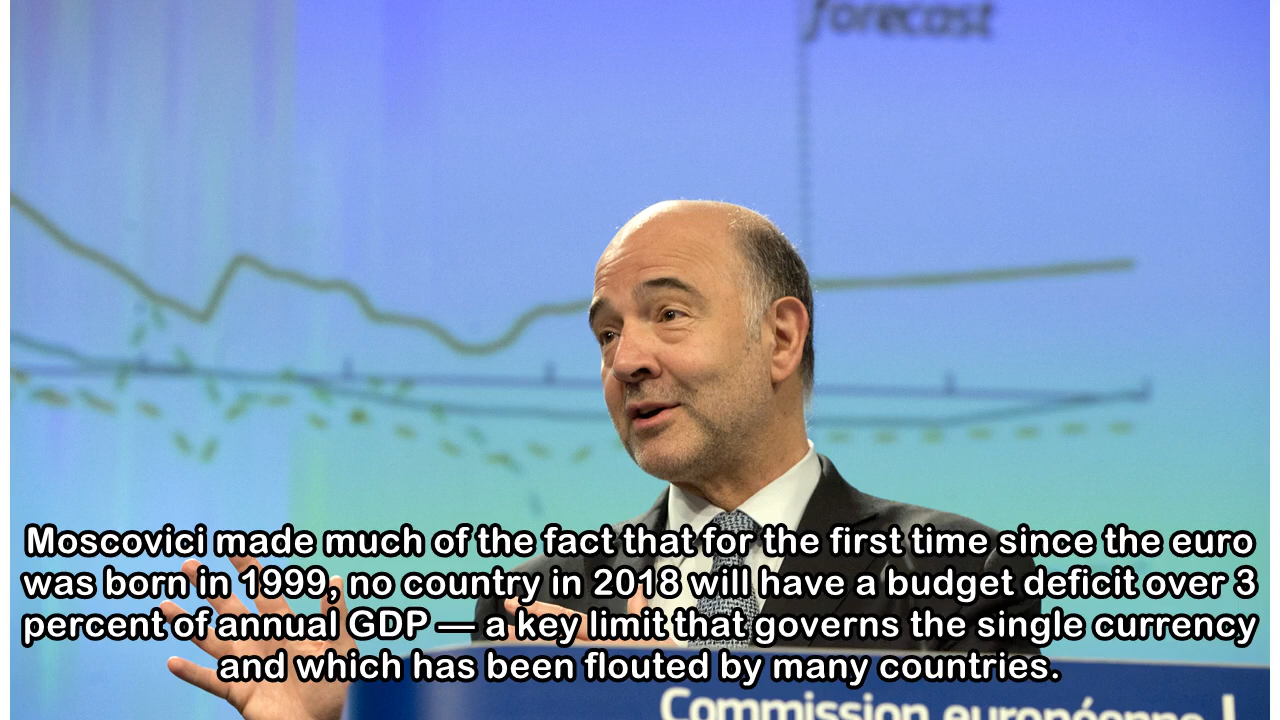 forecast
Moscovici made much of the fact that for the first time since the euro
was born in 1999, no country in 2018 will have a budget deficit over 3
percent of annual GDP — a key limit that governs the single currency
and which has been flouted by many countries.
Commission européenne